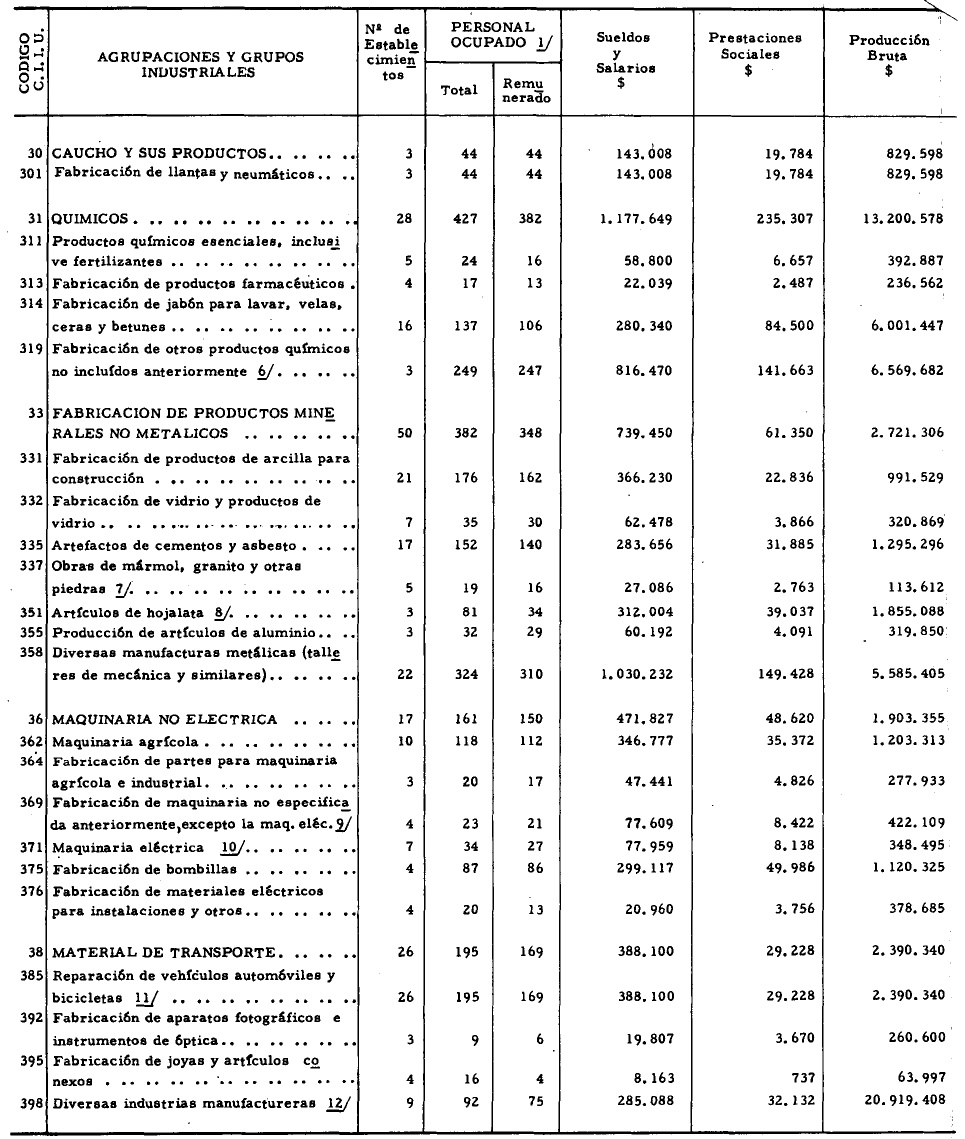 CODIGO C. I. I. U. | AGRUPACIONES Y GRUPOS INDUSTRIALES | Nº de Estable cimien tos | PERSONAL OCUPADO 1/ Total | PERSONAL OCUPADO 1/ Remu nerado | Sueldos y Salarios $ | Prestaciones Sociales $ | Producción Bruta $
30 CAUCHO Y SUS PRODUCTOS.. .. .. .. 3 44 44 143.008 19.784 829.598
301 Fabricación de llantas y neumáticos.. .. 3 44 44 143.008 19.784 829.598
31 QUIMICOS . .. .. .. .. .. .. .. .. .. 28 427 382 1.177.649 235.307 13.200.578
311 Productos químicos esenciales, inclusi
ve fertilizantes .. .. .. .. .. .. .. .. 5 24 16 58.800 6.657 392.887
313 Fabricación de productos farmacéuticos . 4 17 13 22.039 2.487 236.562
314 Fabricación de jabón para lavar, velas,
ceras y betunes .. .. .. .. .. .. .. .. 16 137 106 280.340 84.500 6.001.447
319 Fabricación de otros productos químicos
no incluídos anteriormente 6/. .. .. .. 3 249 247 816.470 141.663 6.569.682
33 FABRICACION DE PRODUCTOS MINE
RALES NO METALICOS .. .. .. .. .. 50 382 348 739.450 61.350 2.721.306
331 Fabricación de productos de arcilla para
construcción . .. .. .. .. .. .. .. .. 21 176 162 366.230 22.836 991.529
332 Fabricación de vidrio y productos de
vidrio .. .. .. .. .. .. .. .. .. .. .. 7 35 30 62.478 3.866 320.869
335 Artefactos de cementos y asbesto . .. .. 17 152 140 283.656 31.885 1.295.296
337 Obras de mármol, granito y otras
piedras 7/. .. .. .. .. .. .. .. .. .. 5 19 16 27.086 2.763 113.612
351 Artículos de hojalata 8/. .. .. .. .. .. 3 81 34 312.004 39.037 1.855.088
355 Producción de artículos de aluminio.. .. 3 32 29 60.192 4.091 319.850
358 Diversas manufacturas metálicas (talle
res de mecánica y similares).. .. .. .. 22 324 310 1.030.232 149.428 5.585.405
36 MAQUINARIA NO ELECTRICA .. .. .. 17 161 150 471.827 48.620 1.903.355
362 Maquinaria agrícola . .. .. .. .. .. .. 10 118 112 346.777 35.372 1.203.313
364 Fabricación de partes para maquinaria
agrícola e industrial. .. .. .. .. .. .. 3 20 17 47.441 4.826 277.933
369 Fabricación de maquinaria no especifica
da anteriormente,excepto la maq. eléc. 9/ 4 23 21 77.609 8.422 422.109
371 Maquinaria eléctrica 10/.. .. .. .. .. 7 34 27 77.959 8.138 348.495
375 Fabricación de bombillas .. .. .. .. .. 4 87 86 299.117 49.986 1.120.325
376 Fabricación de materiales eléctricos
para instalaciones y otros.. .. .. .. .. 4 20 13 20.960 3.756 378.685
38 MATERIAL DE TRANSPORTE. .. .. .. 26 195 169 388.100 29.228 2.390.340
385 Reparación de vehículos automóviles y
bicicletas 11/ .. .. .. .. .. .. .. .. 26 195 169 388.100 29.228 2.390.340
392 Fabricación de aparatos fotográficos e
instrumentos de óptica.. .. .. .. .. .. 3 9 6 19.807 3.670 260.600
395 Fabricación de joyas y artículos co
nexos . .. .. .. .. .. .. .. .. .. .. 4 16 4 8.163 737 63.997
398 Diversas industrias manufactureras 12/ 9 92 75 285.088 32.132 20.919.408